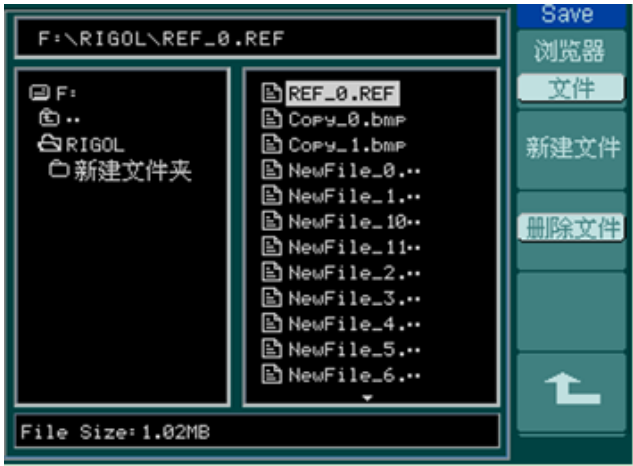 Save
F:\RIGOL\REF_0.REF
浏览器
文件
新建文件
删除文件
F:
..
RIGOL
新建文件夹
REF_0.REF
Copy_0.bmp
Copy_1.bmp
NewFile_0.··
NewFile_1.··
NewFile_10··
NewFile_11··
NewFile_2.··
NewFile_3.··
NewFile_4.··
NewFile_5.··
NewFile_6.··
File Size:1.02MB